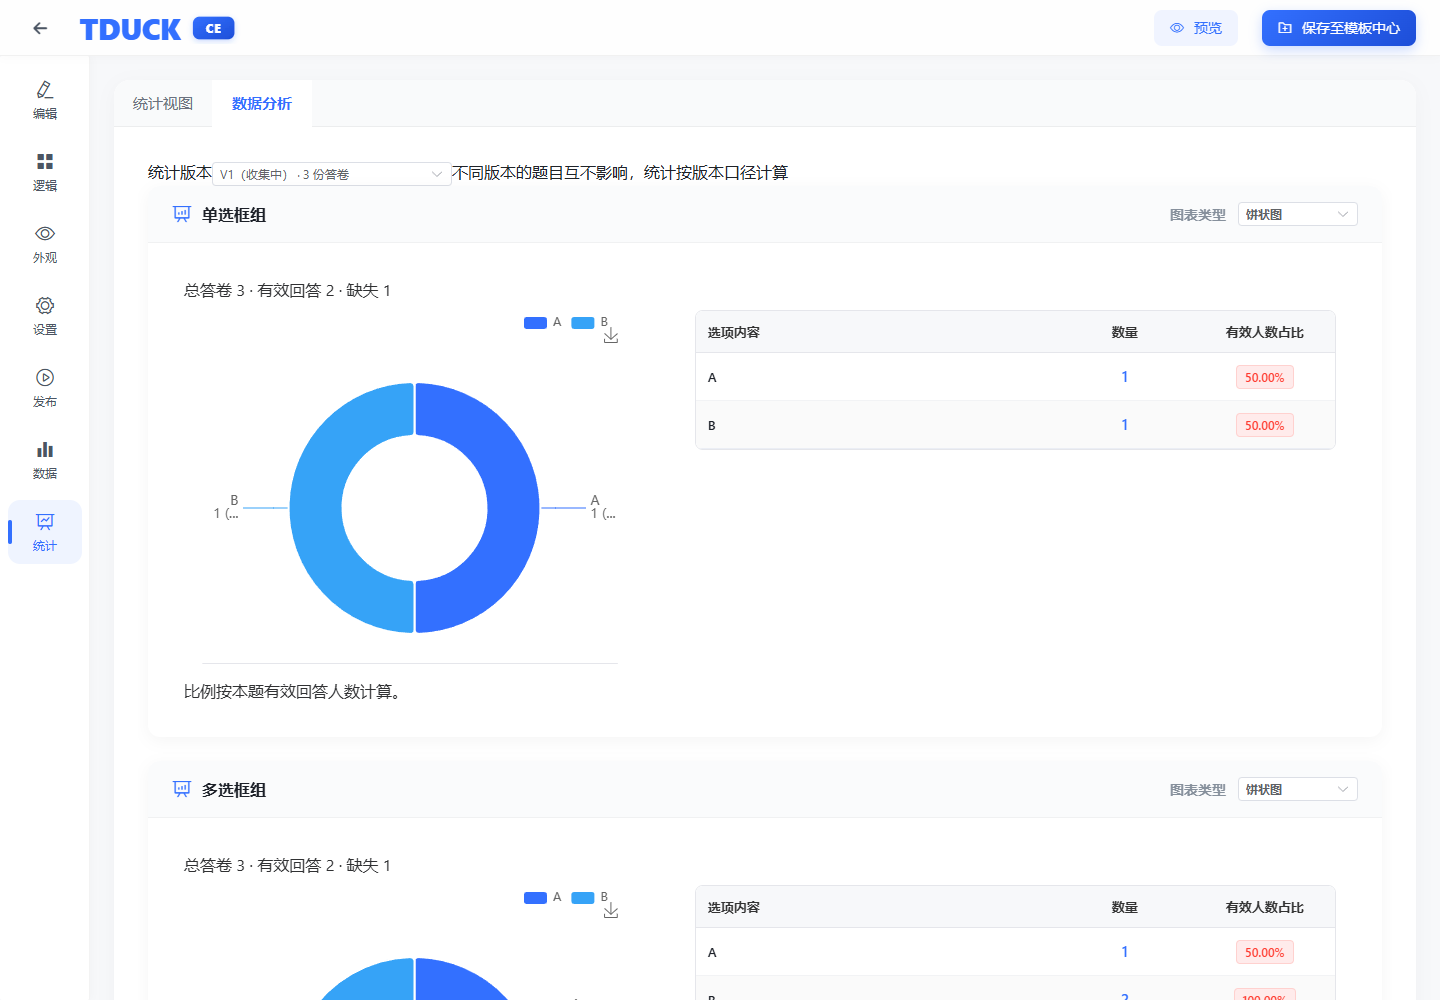 TDUCK CE
预览
保存至模板中心
编辑
逻辑
外观
设置
发布
数据
统计
统计视图
数据分析
统计版本 V1（收集中） · 3 份答卷 不同版本的题目互不影响，统计按版本口径计算
单选框组
图表类型 饼状图
总答卷 3 · 有效回答 2 · 缺失 1
A B
B
1 (...
A
1 (...
选项内容 数量 有效人数占比
A 1 50.00%
B 1 50.00%
比例按本题有效回答人数计算。
多选框组
图表类型 饼状图
总答卷 3 · 有效回答 2 · 缺失 1
A B
选项内容 数量 有效人数占比
A 1 50.00%
B 2 100.00%